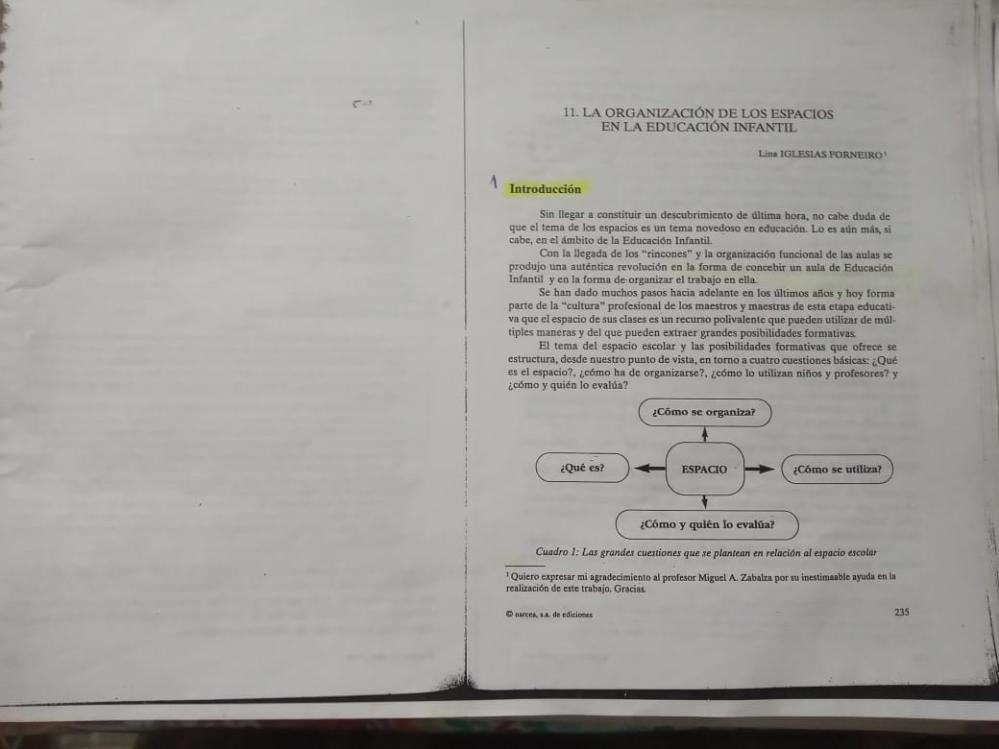 11. LA ORGANIZACIÓN DE LOS ESPACIOS
EN LA EDUCACIÓN INFANTIL
Lina IGLESIAS FORNEIRO¹
1
Introducción
Sin llegar a constituir un descubrimiento de última hora, no cabe duda de
que el tema de los espacios es un tema novedoso en educación. Lo es aún más, si
cabe, en el ámbito de la Educación Infantil.
Con la llegada de los "rincones" y la organización funcional de las aulas se
produjo una auténtica revolución en la forma de concebir un aula de Educación
Infantil y en la forma de organizar el trabajo en ella.
Se han dado muchos pasos hacia adelante en los últimos años y hoy forma
parte de la "cultura" profesional de los maestros y maestras de esta etapa educati-
va que el espacio de sus clases es un recurso polivalente que pueden utilizar de múl-
tiples maneras y del que pueden extraer grandes posibilidades formativas.
El tema del espacio escolar y las posibilidades formativas que ofrece se
estructura, desde nuestro punto de vista, en torno a cuatro cuestiones básicas: ¿Qué
es el espacio?, ¿cómo ha de organizarse?, ¿cómo lo utilizan niños y profesores? y
¿cómo y quién lo evalúa?
¿Cómo se organiza?
¿Qué es?
ESPACIO
¿Cómo se utiliza?
¿Cómo y quién lo evalúa?
Cuadro 1: Las grandes cuestiones que se plantean en relación al espacio escolar
¹ Quiero expresar mi agradecimiento al profesor Miguel A. Zabalza por su inestimable ayuda en la
realización de este trabajo. Gracias.
© narcea, s.a. de ediciones
235